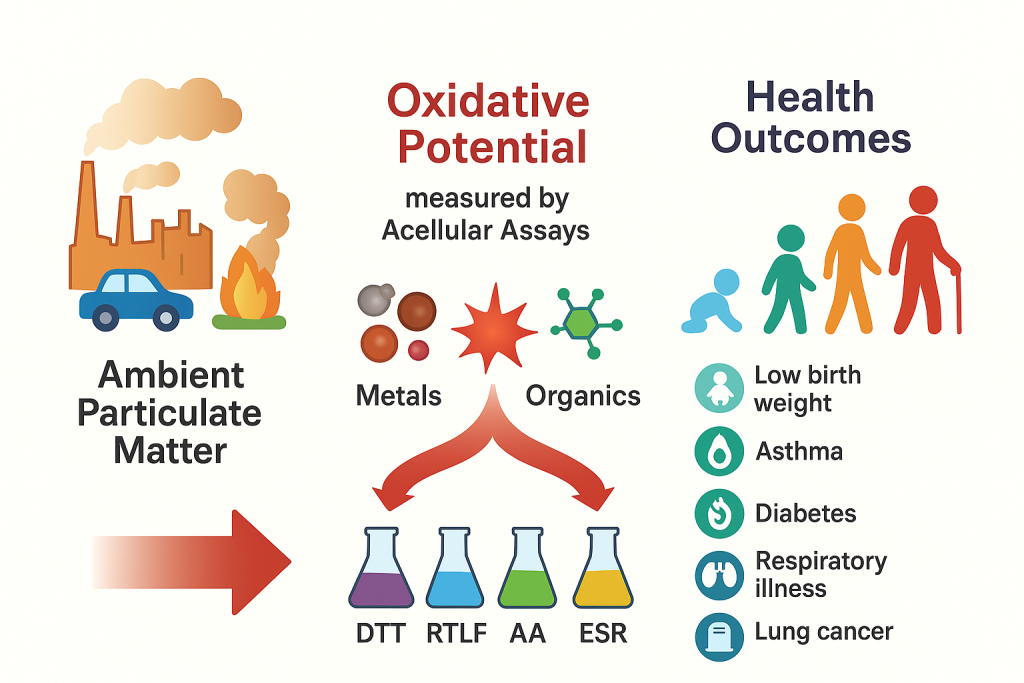 Ambient
Particulate
Matter
Oxidative
Potential
measured by
Acellular Assays
Metals
Organics
DTT
RTLF
AA
ESR
Health
Outcomes
Low birth
weight
Asthma
Diabetes
Respiratory
illness
Lung cancer